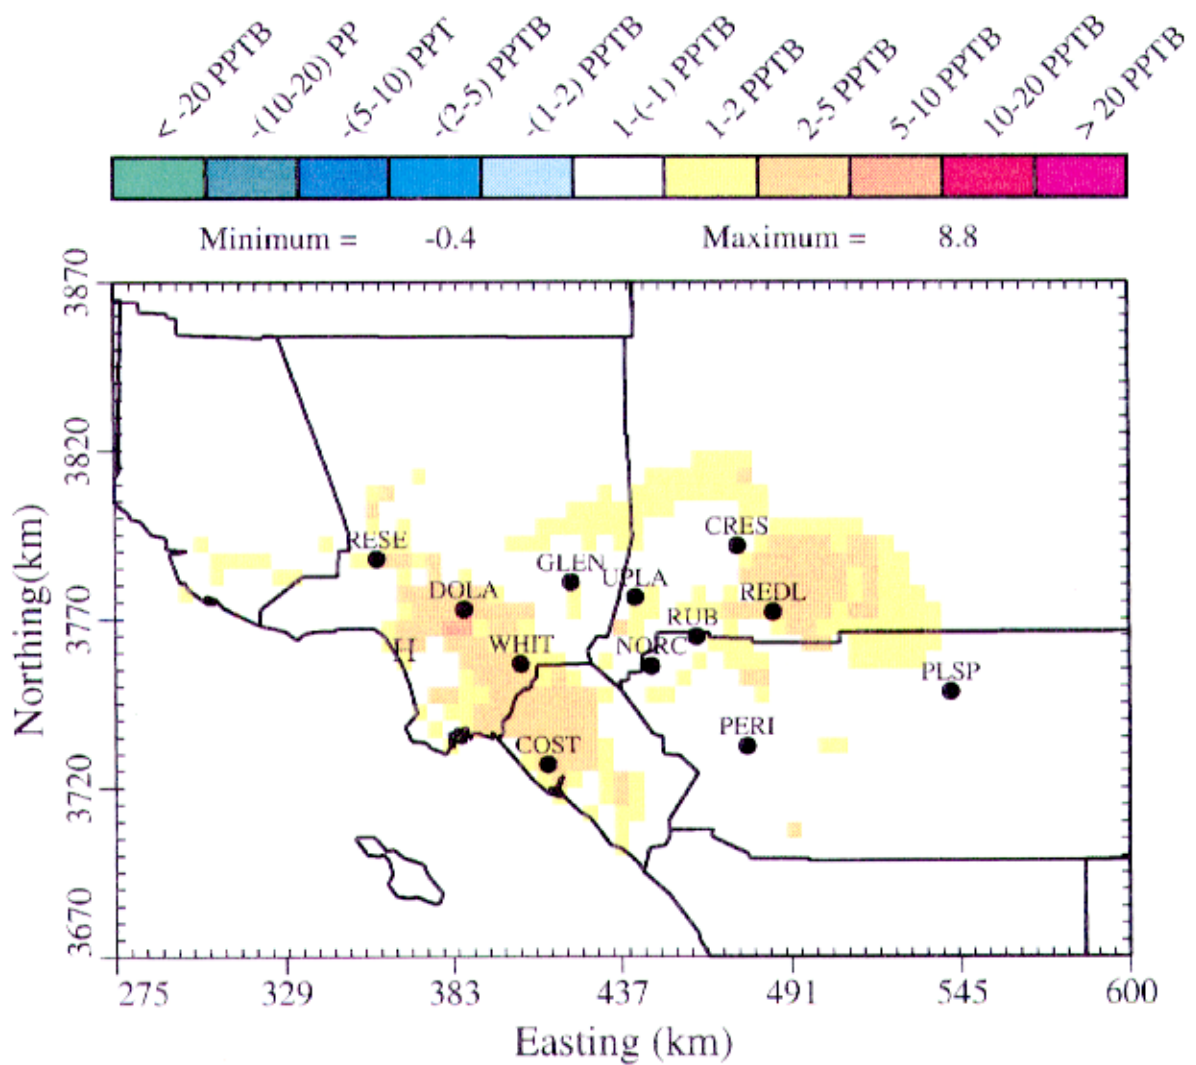 < -20 PPTB
-(10-20) PP
-(5-10) PPT
-(2-5) PPTB
-(1-2) PPTB
1-(-1) PPTB
1-2 PPTB
2-5 PPTB
5-10 PPTB
10-20 PPTB
> 20 PPTB
Minimum = -0.4 Maximum = 8.8
3870
3820
3770
3720
3670
Northing(km)
CRES
RESE
GLEN
UPLA
DOLA
REDL
RUB
H
WHIT
NORC
PLSP
PERI
COST
275 329 383 437 491 545 600
Easting (km)